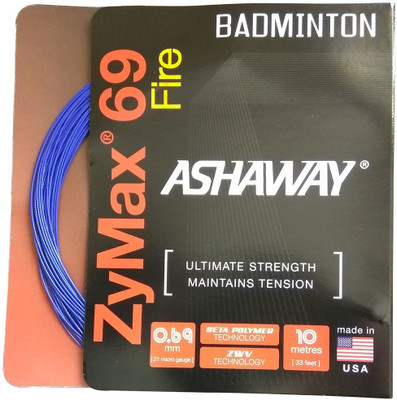 BADMINTON
ZyMax® 69
Fire
ASHAWAY®
[ ULTIMATE STRENGTH
MAINTAINS TENSION ]
0.69
mm
[ 21 micro gauge ]
BETA POLYMER
TECHNOLOGY
ZWV
TECHNOLOGY
10
metres
[ 33 feet ]
made in
USA